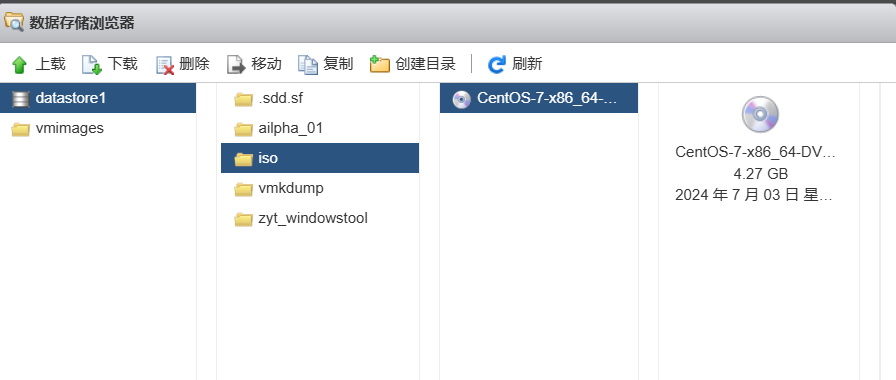 数据存储浏览器
上载 下载 删除 移动 复制 创建目录 刷新
datastore1
vmimages
.sdd.sf
ailpha_01
iso
vmkdump
zyt_windowstool
CentOS-7-x86_64-...
CentOS-7-x86_64-DV...
4.27 GB
2024 年 7 月 03 日 星...